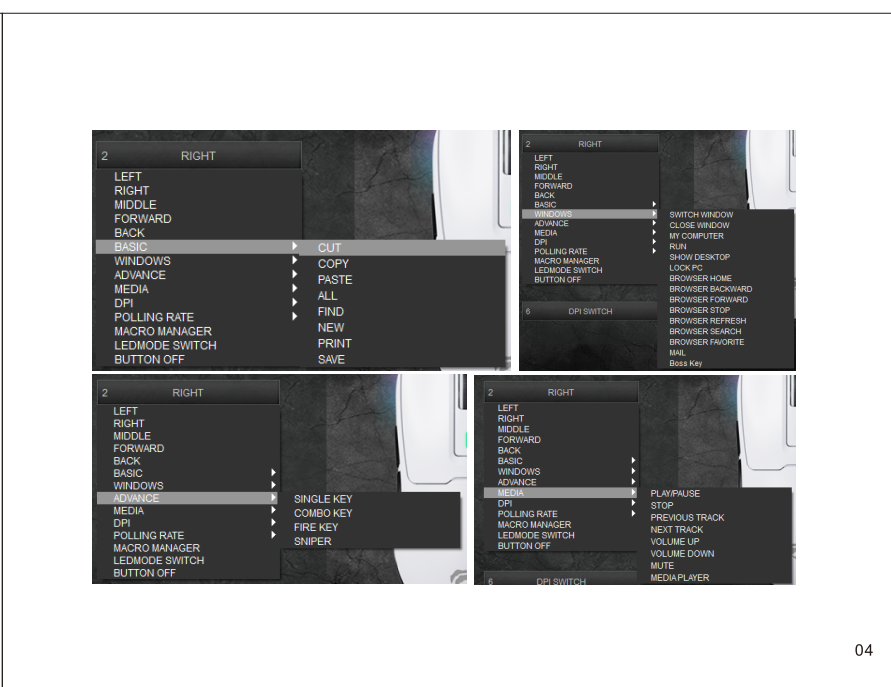 2 RIGHT
LEFT
RIGHT
MIDDLE
FORWARD
BACK
BASIC
WINDOWS
ADVANCE
MEDIA
DPI
POLLING RATE
MACRO MANAGER
LEDMODE SWITCH
BUTTON OFF
CUT
COPY
PASTE
ALL
FIND
NEW
PRINT
SAVE
2 RIGHT
LEFT
RIGHT
MIDDLE
FORWARD
BACK
BASIC
WINDOWS
ADVANCE
MEDIA
DPI
POLLING RATE
MACRO MANAGER
LEDMODE SWITCH
BUTTON OFF
6 DPI SWITCH
SWITCH WINDOW
CLOSE WINDOW
MY COMPUTER
RUN
SHOW DESKTOP
LOCK PC
BROWSER HOME
BROWSER BACKWARD
BROWSER FORWARD
BROWSER STOP
BROWSER REFRESH
BROWSER SEARCH
BROWSER FAVORITE
MAIL
Boss Key
2 RIGHT
LEFT
RIGHT
MIDDLE
FORWARD
BACK
BASIC
WINDOWS
ADVANCE
MEDIA
DPI
POLLING RATE
MACRO MANAGER
LEDMODE SWITCH
BUTTON OFF
SINGLE KEY
COMBO KEY
FIRE KEY
SNIPER
2 RIGHT
LEFT
RIGHT
MIDDLE
FORWARD
BACK
BASIC
WINDOWS
ADVANCE
MEDIA
DPI
POLLING RATE
MACRO MANAGER
LEDMODE SWITCH
BUTTON OFF
6 DPI SWITCH
PLAY/PAUSE
STOP
PREVIOUS TRACK
NEXT TRACK
VOLUME UP
VOLUME DOWN
MUTE
MEDIAPLAYER
04